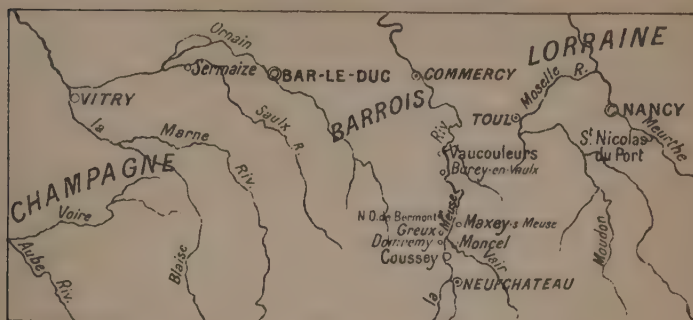 Ornain
LORRAINE
Sermaize
BAR-LE-DUC
COMMERCY
Moselle R.
VITRY
BARROIS
TOUL
NANCY
Saulx R.
Riv.
Meurthe
la
Marne
St Nicolas
du Port
Vaucouleurs
Burey-en-Vaulx
CHAMPAGNE
Riv.
Voire
N.D. de Bermont
Meuse
Maxey-s Meuse
Greux
Domremy
Moncel
Moudon
Aube
Riv.
Blaise
Coussey
Vair
la
NEUFCHATEAU